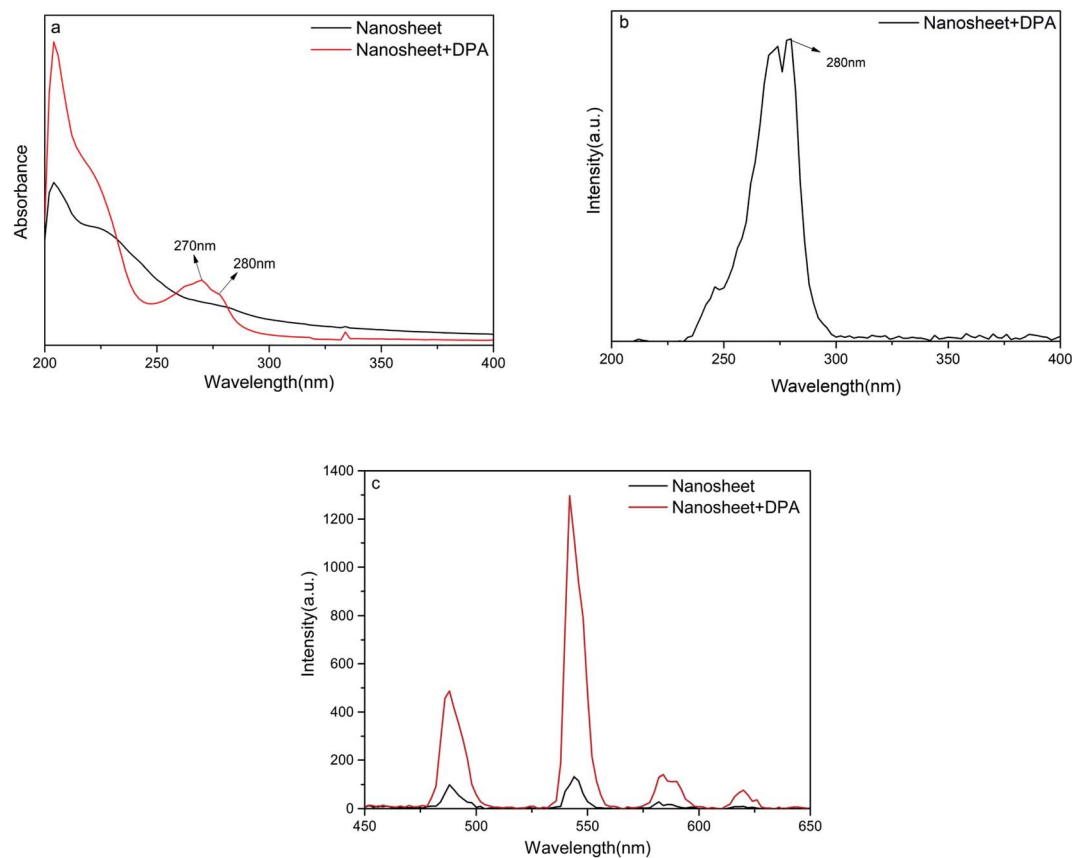 a
Nanosheet
Nanosheet+DPA
Absorbance
270nm
280nm
200 250 300 350 400
Wavelength(nm)
b
Nanosheet+DPA
280nm
Intensity(a.u.)
200 250 300 350 400
Wavelength(nm)
c
Nanosheet
Nanosheet+DPA
Intensity(a.u.)
1400
1200
1000
800
600
400
200
0
450 500 550 600 650
Wavelength(nm)